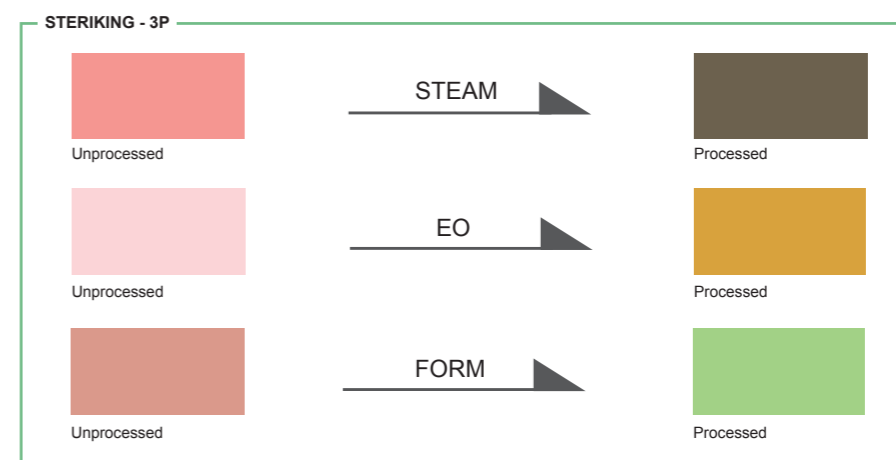 STERIKING - 3P
STEAM
Unprocessed
Processed
EO
Unprocessed
Processed
FORM
Unprocessed
Processed